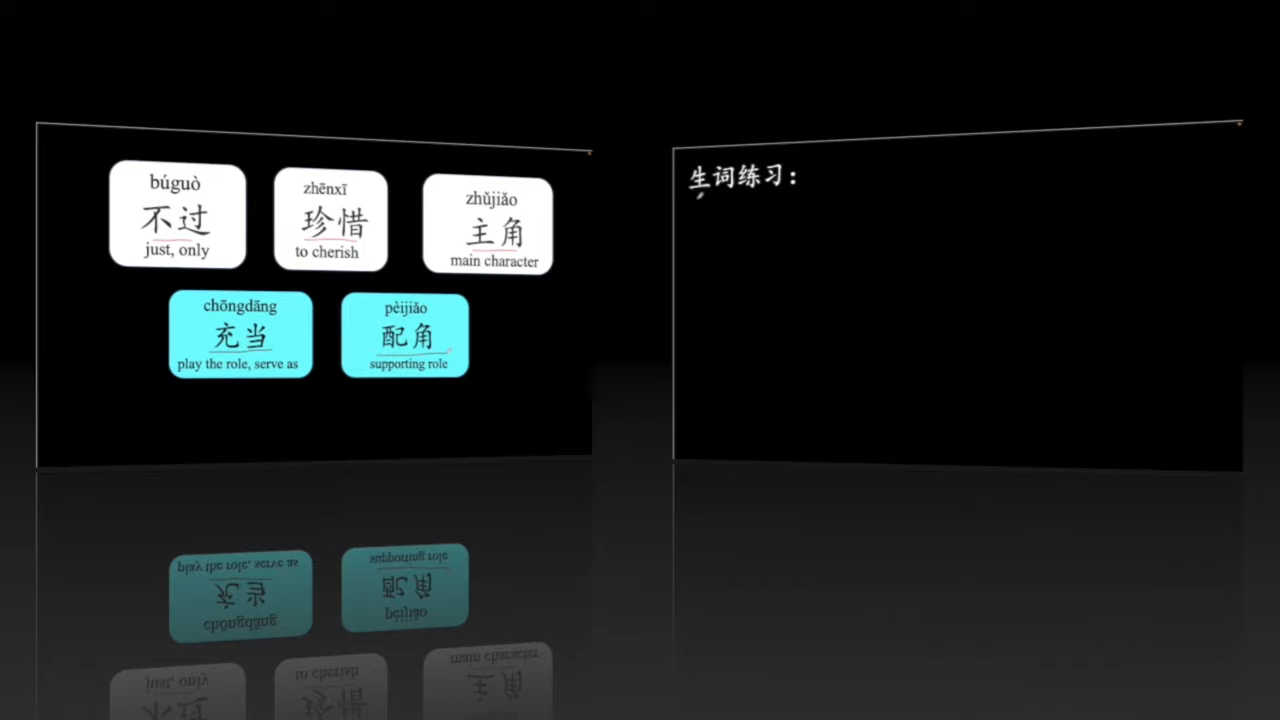 búguò
不过
just, only
zhēnxī
珍惜
to cherish
zhǔjiǎo
主角
main character
chōngdāng
充当
play the role, serve as
pèijiǎo
配角
supporting role
生词练习：